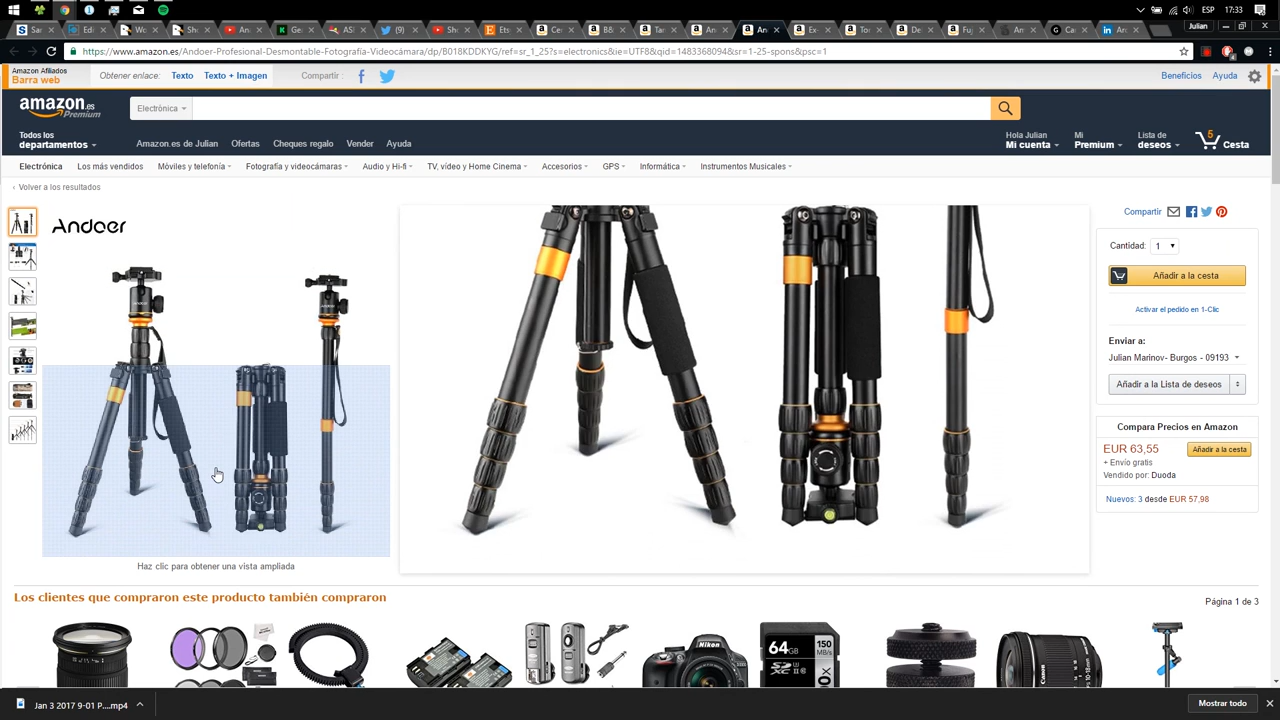 Julian
17:33
ESP
https://www.amazon.es/Andoer-Profesional-Desmontable-Fotografía-Videocámara/dp/B018KDDKYG/ref=sr_1_25?s=electronics&ie=UTF8&qid=1483368094&sr=1-25-spons&psc=1
Amazon Afiliados
Barra web
Obtener enlace: Texto Texto + Imagen Compartir :
Beneficios Ayuda
amazon.es
Premium
Electrónica
Todos los
departamentos
Amazon.es de Julian Ofertas Cheques regalo Vender Ayuda
Hola Julian
Mi cuenta
Mi
Premium
Lista de
deseos
5
Cesta
Electrónica Los más vendidos Móviles y telefonía Fotografía y videocámaras Audio y Hi-fi TV, vídeo y Home Cinema Accesorios GPS Informática Instrumentos Musicales
‹ Volver a los resultados
Andoer
Haz clic para obtener una vista ampliada
Compartir
Cantidad: 1
Añadir a la cesta
Activar el pedido en 1-Clic
Enviar a:
Julian Marinov- Burgos - 09193
Añadir a la Lista de deseos
Compara Precios en Amazon
EUR 63,55
Añadir a la cesta
+ Envío gratis
Vendido por: Duoda
Nuevos: 3 desde EUR 57,98
Los clientes que compraron este producto también compraron
Página 1 de 3
Nikon
64GB
150
MB/s
Canon
Jan 3 2017 9-01 P....mp4
Mostrar todo